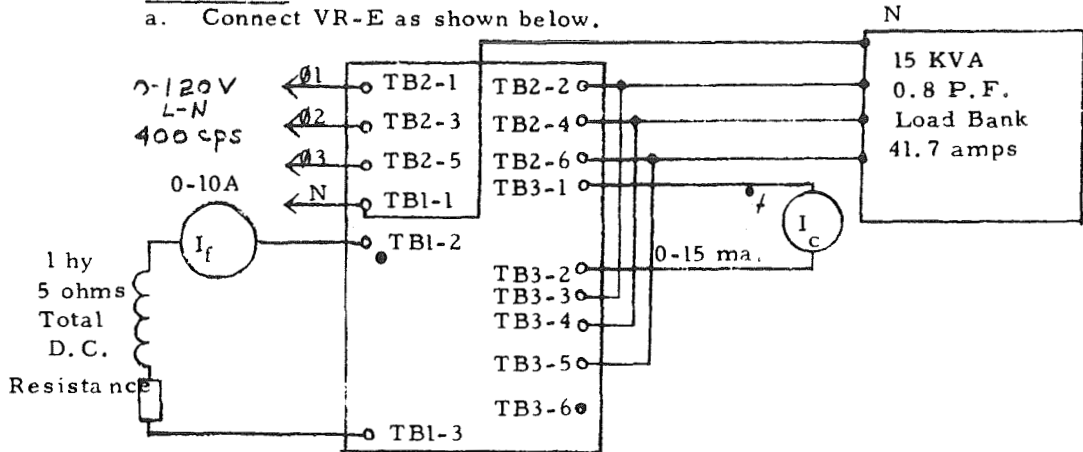 a. Connect VR-E as shown below.
N
0-120V
L-N
400 cps
Ø1
Ø2
Ø3
N
TB2-1
TB2-3
TB2-5
TB1-1
TB1-2
TB1-3
TB2-2
TB2-4
TB2-6
TB3-1
TB3-2
TB3-3
TB3-4
TB3-5
TB3-6
15 KVA
0.8 P.F.
Load Bank
41.7 amps
0-10A
If
Ic
0-15 ma.
1 hy
5 ohms
Total
D.C.
Resistance